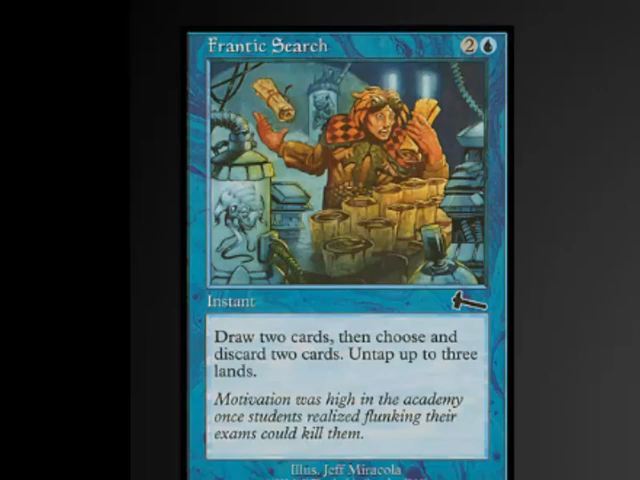 Frantic Search
2
Instant
Draw two cards, then choose and
discard two cards. Untap up to three
lands.
Motivation was high in the academy
once students realized flunking their
exams could kill them.
Illus. Jeff Miracola